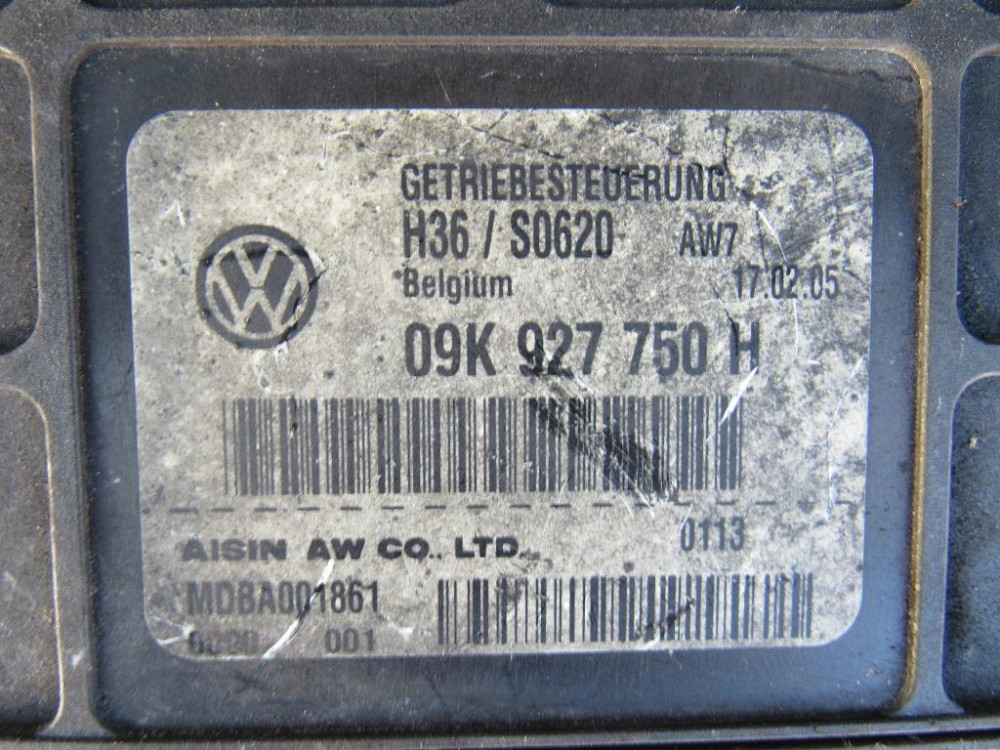 GETRIEBESTEUERUNG
H36 / S0620 AW7
Belgium 17.02.05
09K 927 750 H
0113
AISIN AW CO., LTD.
MDBA001861
001